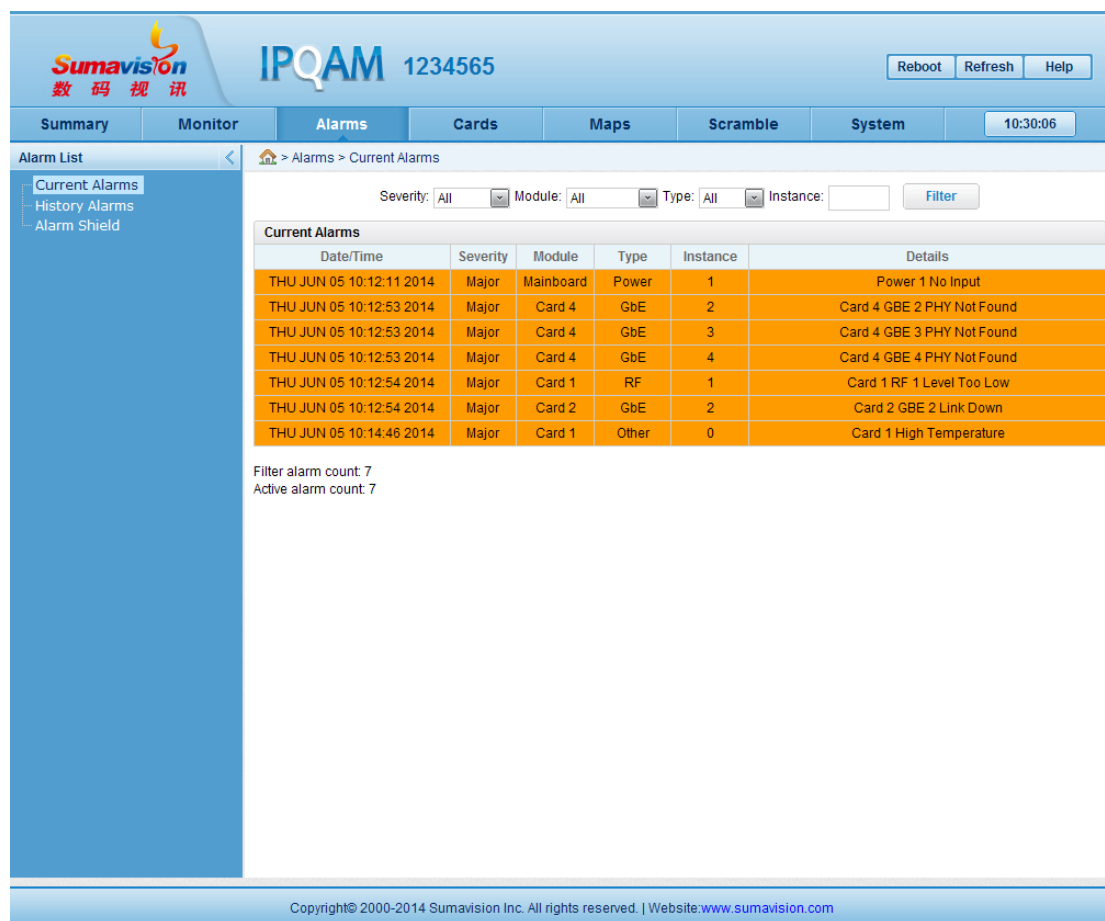 Sumavision
数码视讯
IPQAM 1234565
Reboot Refresh Help
Summary Monitor Alarms Cards Maps Scramble System 10:30:06
Alarm List
> Alarms > Current Alarms
Current Alarms
History Alarms
Alarm Shield
Severity: All Module: All Type: All Instance: Filter
Current Alarms
Date/Time Severity Module Type Instance Details
THU JUN 05 10:12:11 2014 Major Mainboard Power 1 Power 1 No Input
THU JUN 05 10:12:53 2014 Major Card 4 GbE 2 Card 4 GBE 2 PHY Not Found
THU JUN 05 10:12:53 2014 Major Card 4 GbE 3 Card 4 GBE 3 PHY Not Found
THU JUN 05 10:12:53 2014 Major Card 4 GbE 4 Card 4 GBE 4 PHY Not Found
THU JUN 05 10:12:54 2014 Major Card 1 RF 1 Card 1 RF 1 Level Too Low
THU JUN 05 10:12:54 2014 Major Card 2 GbE 2 Card 2 GBE 2 Link Down
THU JUN 05 10:14:46 2014 Major Card 1 Other 0 Card 1 High Temperature
Filter alarm count: 7
Active alarm count: 7
Copyright© 2000-2014 Sumavision Inc. All rights reserved. | Website:www.sumavision.com